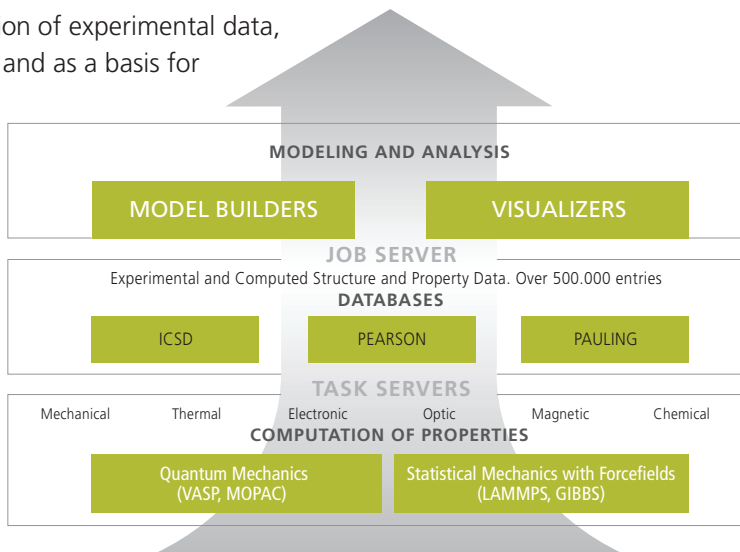 ion of experimental data,
and as a basis for
MODELING AND ANALYSIS
MODEL BUILDERS
VISUALIZERS
JOB SERVER
Experimental and Computed Structure and Property Data. Over 500.000 entries
DATABASES
ICSD
PEARSON
PAULING
TASK SERVERS
Mechanical Thermal Electronic Optic Magnetic Chemical
COMPUTATION OF PROPERTIES
Quantum Mechanics
(VASP, MOPAC)
Statistical Mechanics with Forcefields
(LAMMPS, GIBBS)